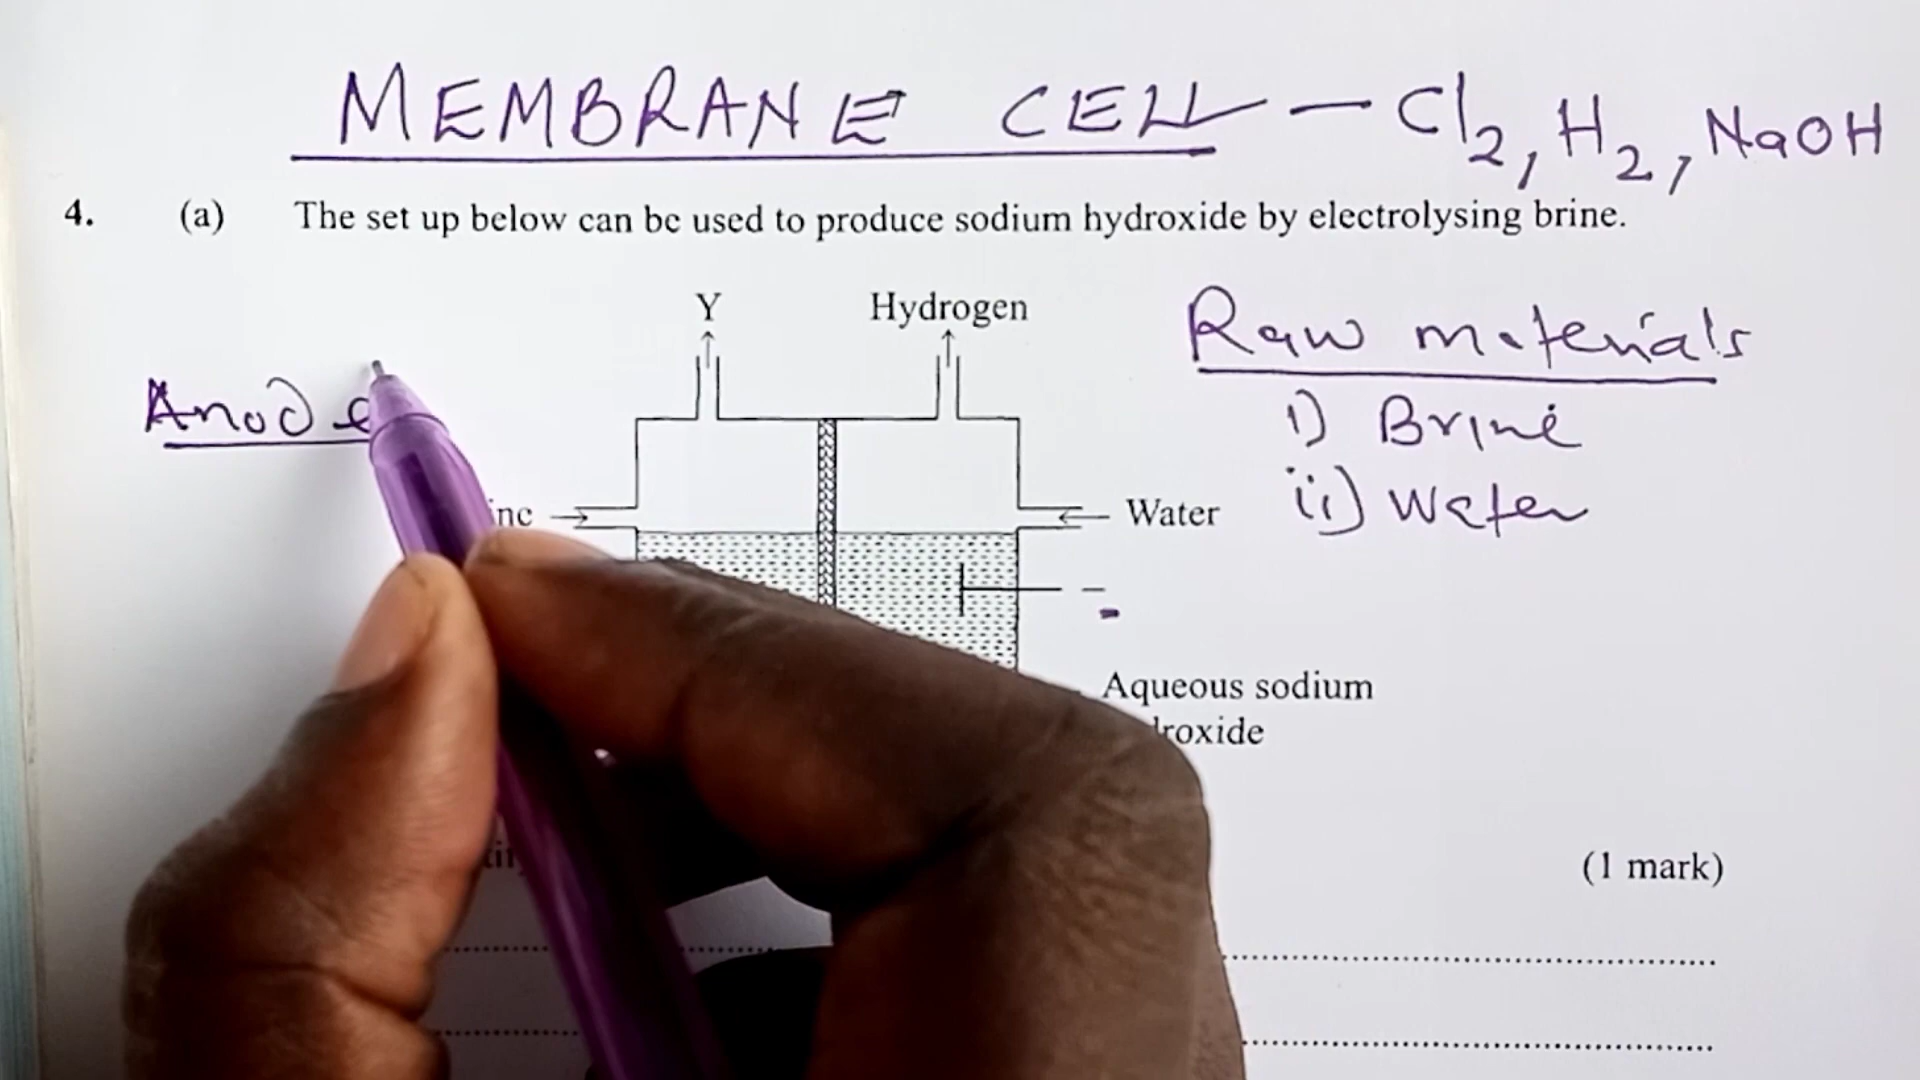 MEMBRANE CELL - Cl2, H2, NaOH
4. (a) The set up below can be used to produce sodium hydroxide by electrolysing brine.
Y Hydrogen
Raw materials
Anode
i) Brine
Water
ii) Water
Aqueous sodium
(1 mark)